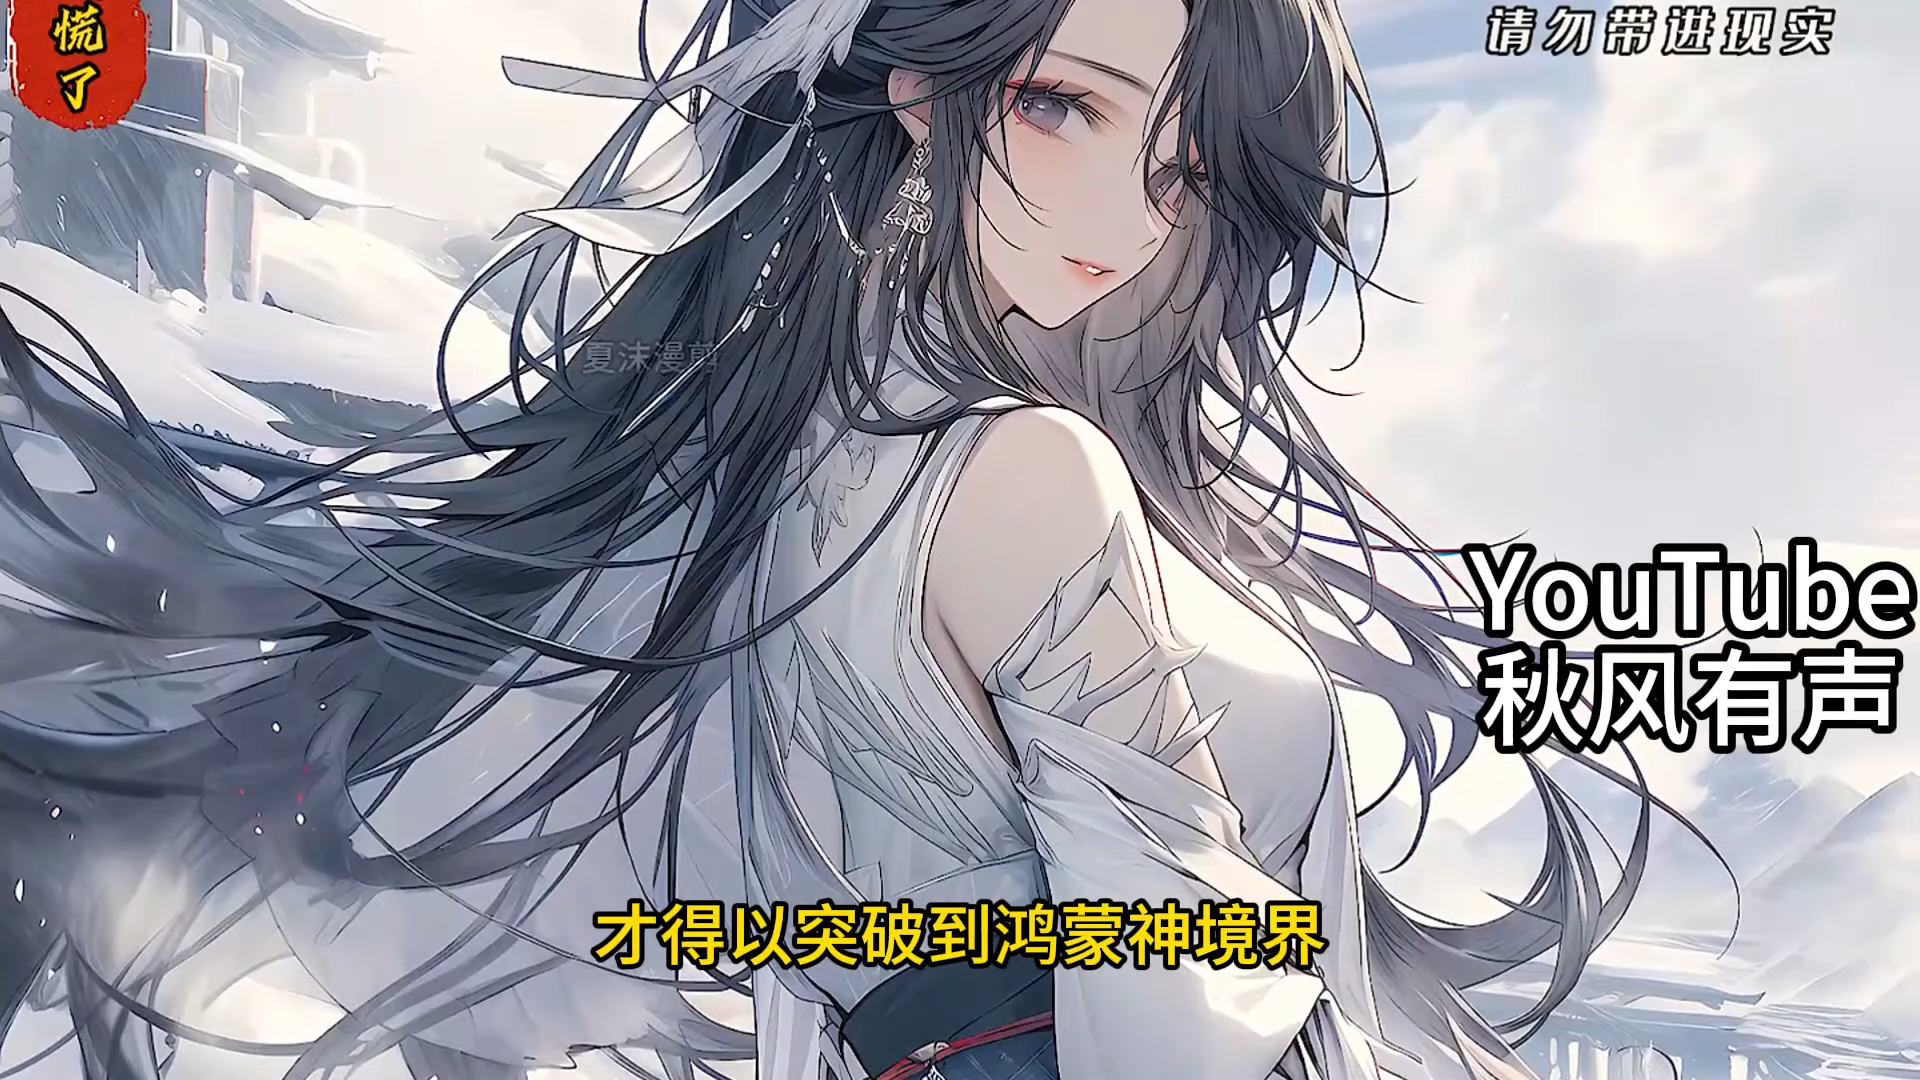 慌了
请勿带进现实
夏沫漫剪
YouTube
秋风有声
才得以突破到鸿蒙神境界